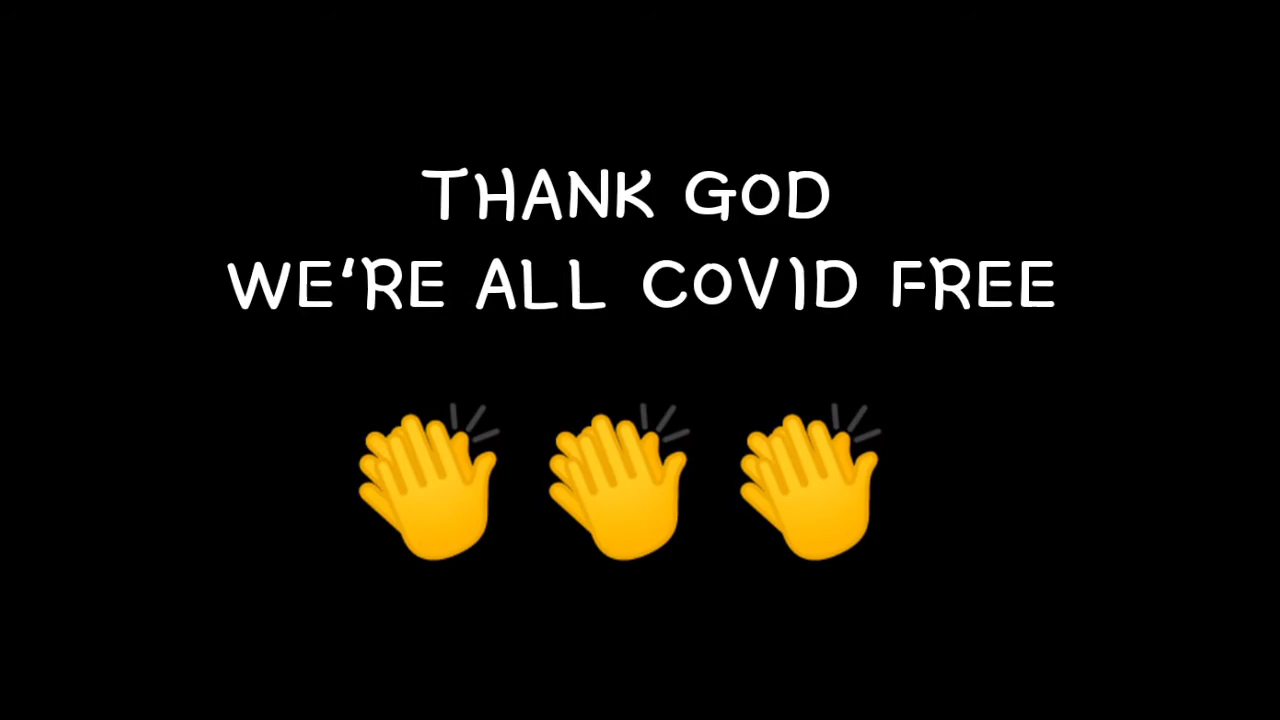 THANK GOD
WE'RE ALL COVID FREE
👏 👏 👏